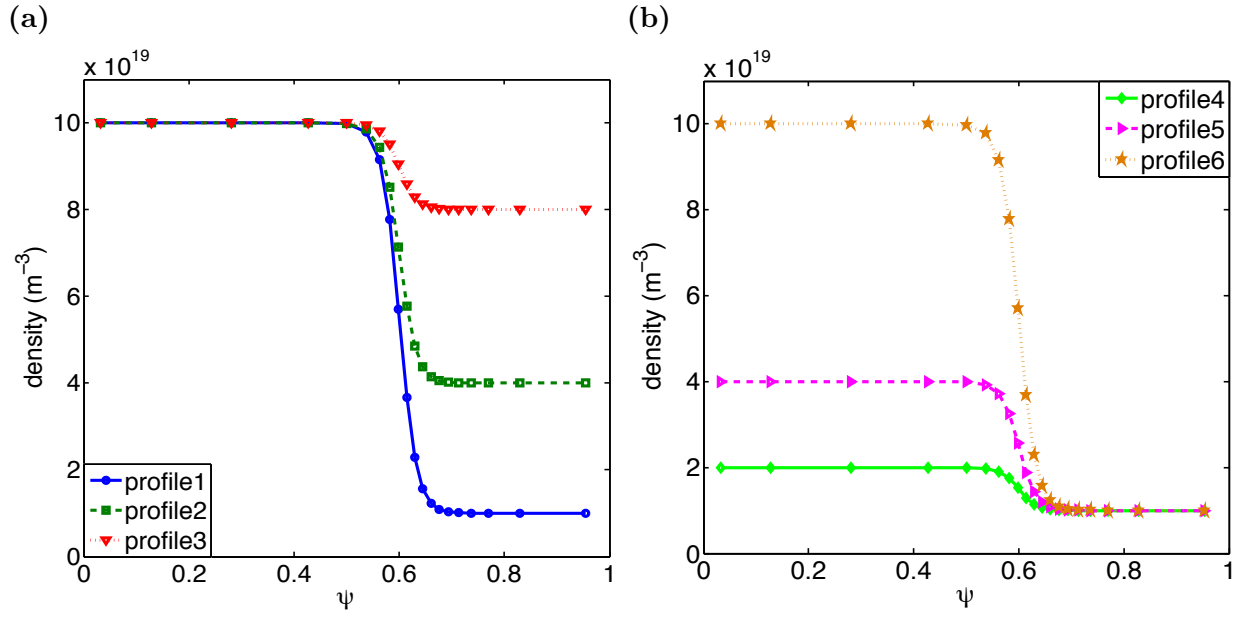 (a)
x 10^19
density (m^−3)
10
8
6
4
2
0
0 0.2 0.4 0.6 0.8 1
ψ
profile1
profile2
profile3
(b)
x 10^19
density (m^−3)
10
8
6
4
2
0
0 0.2 0.4 0.6 0.8 1
ψ
profile4
profile5
profile6